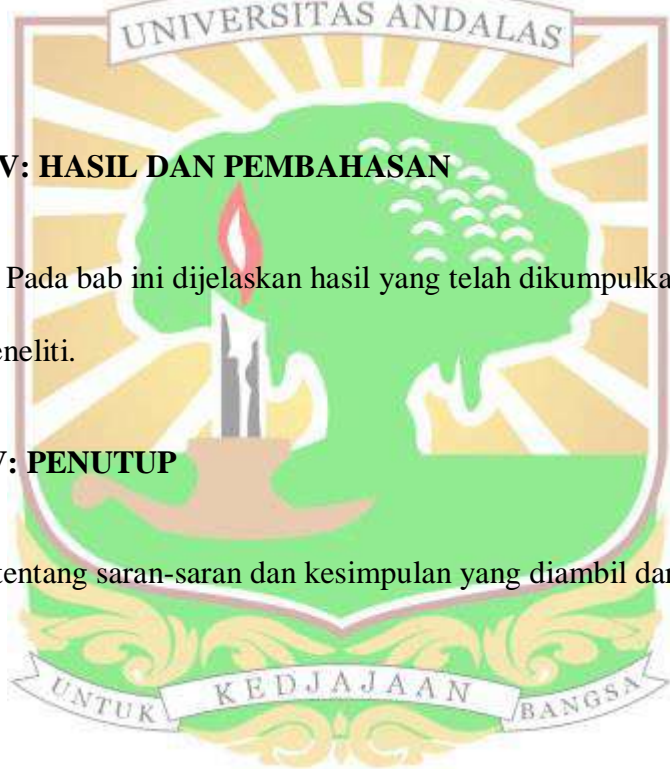 UNIVERSITAS ANDALAS
V: HASIL DAN PEMBAHASAN
Pada bab ini dijelaskan hasil yang telah dikumpulka
eneliti.
V: PENUTUP
tentang saran-saran dan kesimpulan yang diambil dar
UNTUK KEDJAJAAN BANGSA